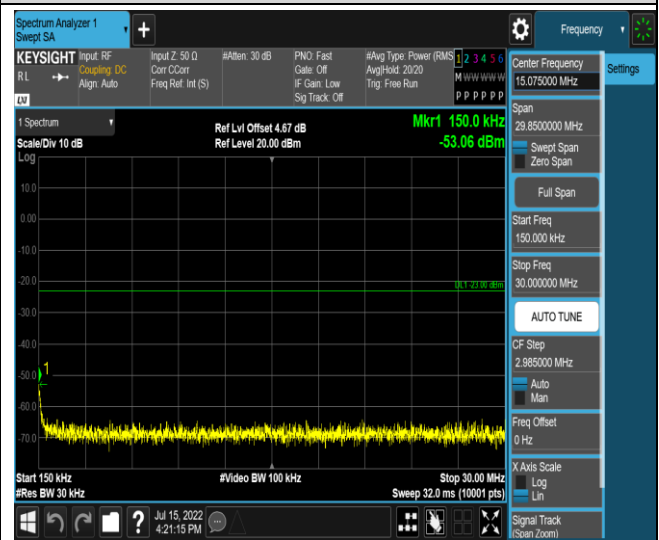 Spectrum Analyzer 1
Swept SA
+
Frequency
KEYSIGHT
RL
LXI
Input: RF
Coupling: DC
Align: Auto
Input Z: 50 Ω
Corr CCorr
Freq Ref: Int (S)
#Atten: 30 dB
PNO: Fast
Gate: Off
IF Gain: Low
Sig Track: Off
#Avg Type: Power (RMS
Avg|Hold: 20/20
Trig: Free Run
1 2 3 4 5 6
M W W W W W
P P P P P P
1 Spectrum
Scale/Div 10 dB
Ref Lvl Offset 4.67 dB
Ref Level 20.00 dBm
Mkr1 150.0 kHz
-53.06 dBm
Log
10.0
0.00
-10.0
-20.0
DL1 -23.00 dBm
-30.0
-40.0
1
-50.0
-60.0
-70.0
Start 150 kHz
#Video BW 100 kHz
Stop 30.00 MHz
#Res BW 30 kHz
Sweep 32.0 ms (10001 pts)
?
Jul 15, 2022
4:21:15 PM
Center Frequency
15.075000 MHz
Settings
Span
29.8500000 MHz
Swept Span
Zero Span
Full Span
Start Freq
150.000 kHz
Stop Freq
30.000000 MHz
AUTO TUNE
CF Step
2.985000 MHz
Auto
Man
Freq Offset
0 Hz
X Axis Scale
Log
Lin
Signal Track
(Span Zoom)